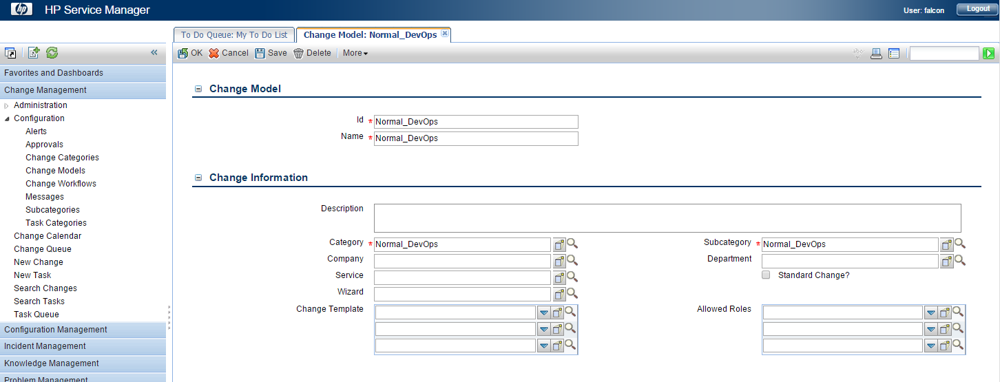 hp HP Service Manager User: falcon Logout
To Do Queue: My To Do List Change Model: Normal_DevOps
OK Cancel Save Delete More abc
Favorites and Dashboards
Change Management
Administration
Configuration
Alerts
Approvals
Change Categories
Change Models
Change Workflows
Messages
Subcategories
Task Categories
Change Calendar
Change Queue
New Change
New Task
Search Changes
Search Tasks
Task Queue
Configuration Management
Incident Management
Knowledge Management
Problem Management
Change Model
Id * Normal_DevOps
Name * Normal_DevOps
Change Information
Description
Category * Normal_DevOps Subcategory * Normal_DevOps
Company Department
Service Standard Change?
Wizard
Change Template Allowed Roles